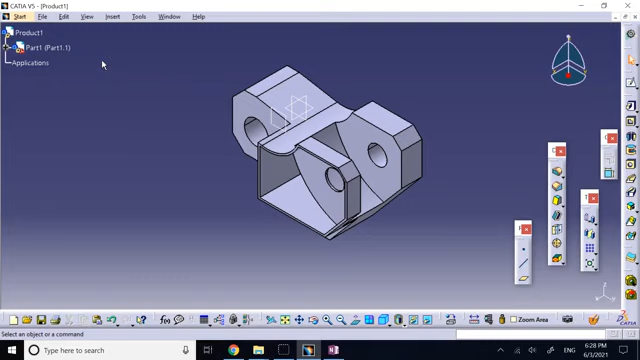 CATIA V5 - [Product1]
Start File Edit View Insert Tools Window Help
Product1
Part1 (Part1.1)
Applications
f(x)
Zoom Area
CATIA
Select an object or a command
Type here to search
ENG
6:28 PM
6/3/2021